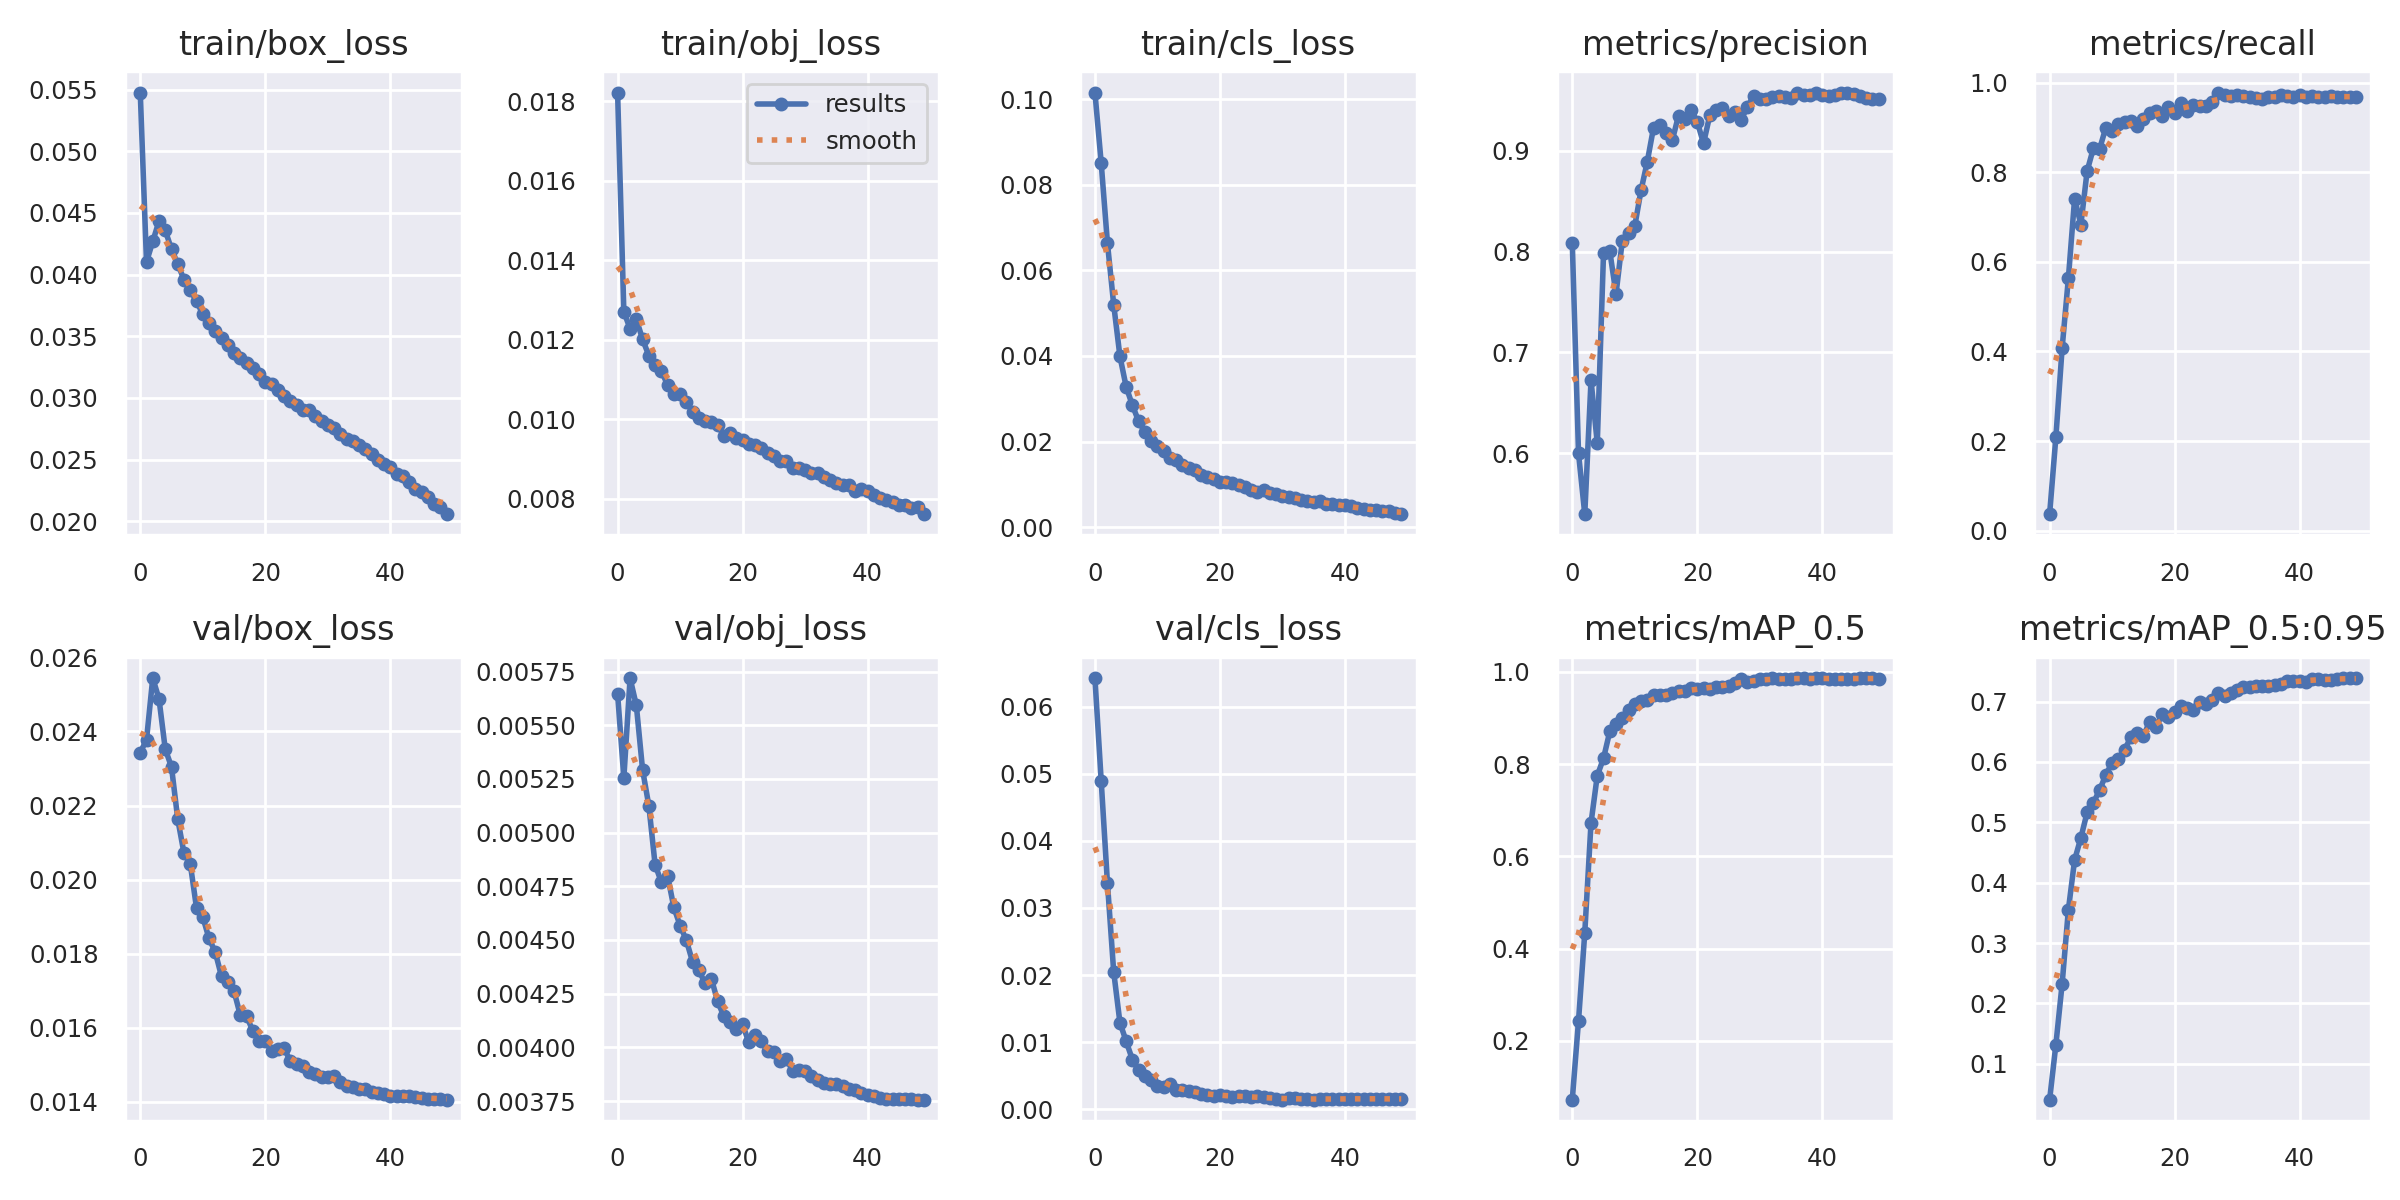 train/box_loss
0.055
0.050
0.045
0.040
0.035
0.030
0.025
0.020
0 20 40
train/obj_loss
results
smooth
0.018
0.016
0.014
0.012
0.010
0.008
0 20 40
train/cls_loss
0.10
0.08
0.06
0.04
0.02
0.00
0 20 40
metrics/precision
0.9
0.8
0.7
0.6
0 20 40
metrics/recall
1.0
0.8
0.6
0.4
0.2
0.0
0 20 40
val/box_loss
0.026
0.024
0.022
0.020
0.018
0.016
0.014
0 20 40
val/obj_loss
0.00575
0.00550
0.00525
0.00500
0.00475
0.00450
0.00425
0.00400
0.00375
0 20 40
val/cls_loss
0.06
0.05
0.04
0.03
0.02
0.01
0.00
0 20 40
metrics/mAP_0.5
1.0
0.8
0.6
0.4
0.2
0 20 40
metrics/mAP_0.5:0.95
0.7
0.6
0.5
0.4
0.3
0.2
0.1
0 20 40